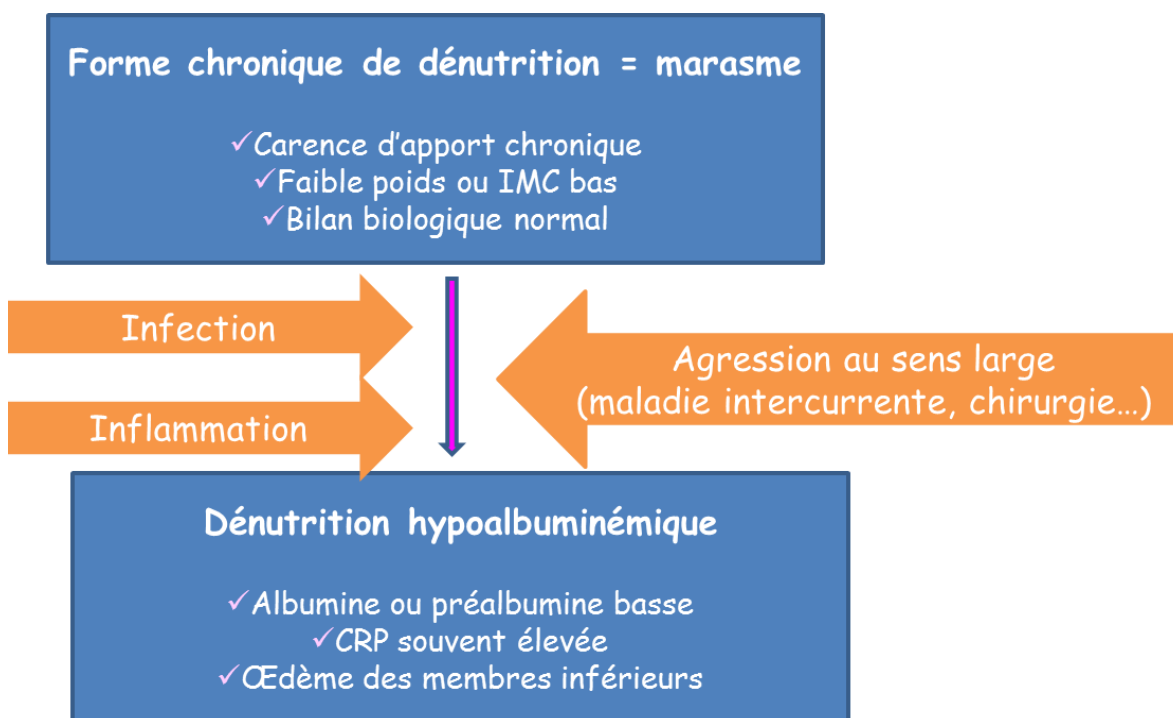 Forme chronique de dénutrition = marasme
✓Carence d'apport chronique
✓Faible poids ou IMC bas
✓Bilan biologique normal
Infection
Agression au sens large
(maladie intercurrente, chirurgie…)
Inflammation
Dénutrition hypoalbuminémique
✓Albumine ou préalbumine basse
✓CRP souvent élevée
✓Œdème des membres inférieurs